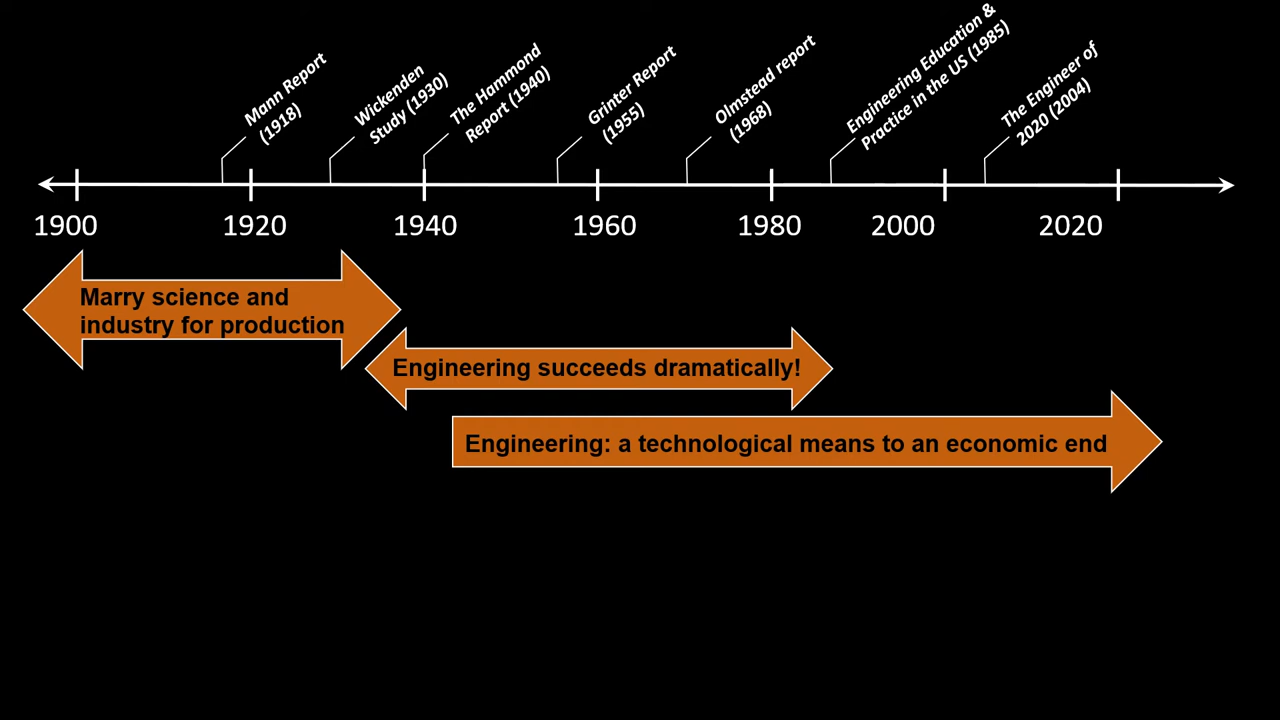 Mann Report
(1918)
Wickenden
Study (1930)
The Hammond
Report (1940)
Grinter Report
(1955)
Olmstead report
(1968)
Engineering Education &
Practice in the US (1985)
The Engineer of
2020 (2004)
1900
1920
1940
1960
1980
2000
2020
Marry science and
industry for production
Engineering succeeds dramatically!
Engineering: a technological means to an economic end